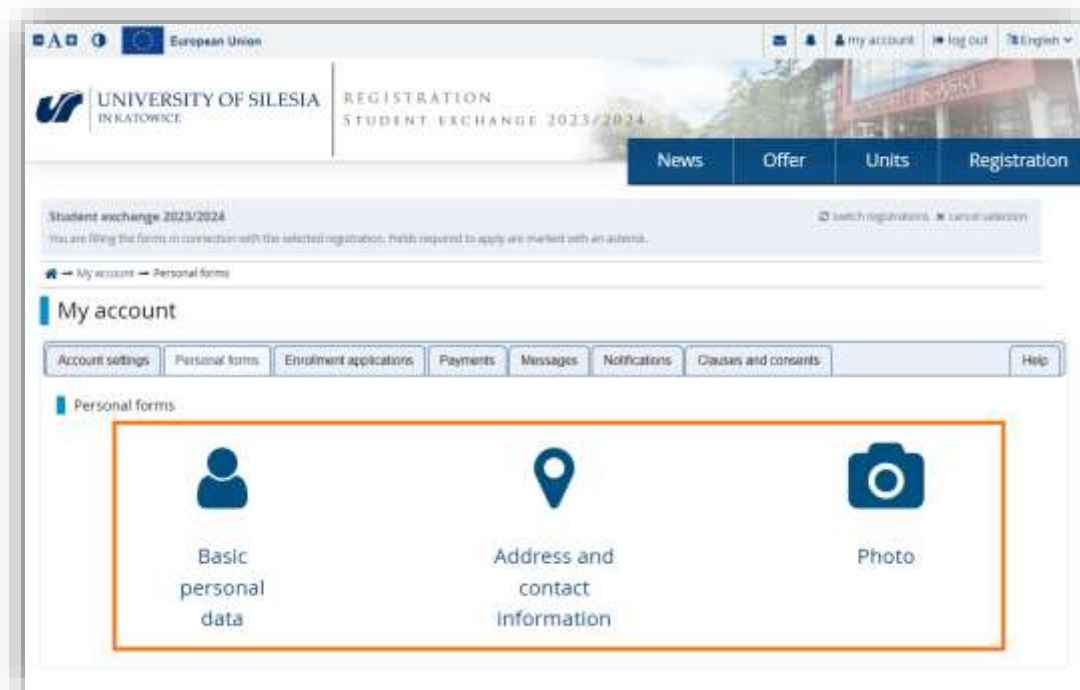 A European Union my account log out English
UNIVERSITY OF SILESIA
IN KATOWICE
REGISTRATION
STUDENT EXCHANGE 2023/2024
News Offer Units Registration
Student exchange 2023/2024 switch registrations cancel selection
You are filling the forms in connection with the selected registration. Fields required to apply are marked with an asterisk.
→ My account → Personal forms
My account
Account settings Personal forms Enrollment applications Payments Messages Notifications Clauses and consents Help
Personal forms
Basic
personal
data
Address and
contact
information
Photo